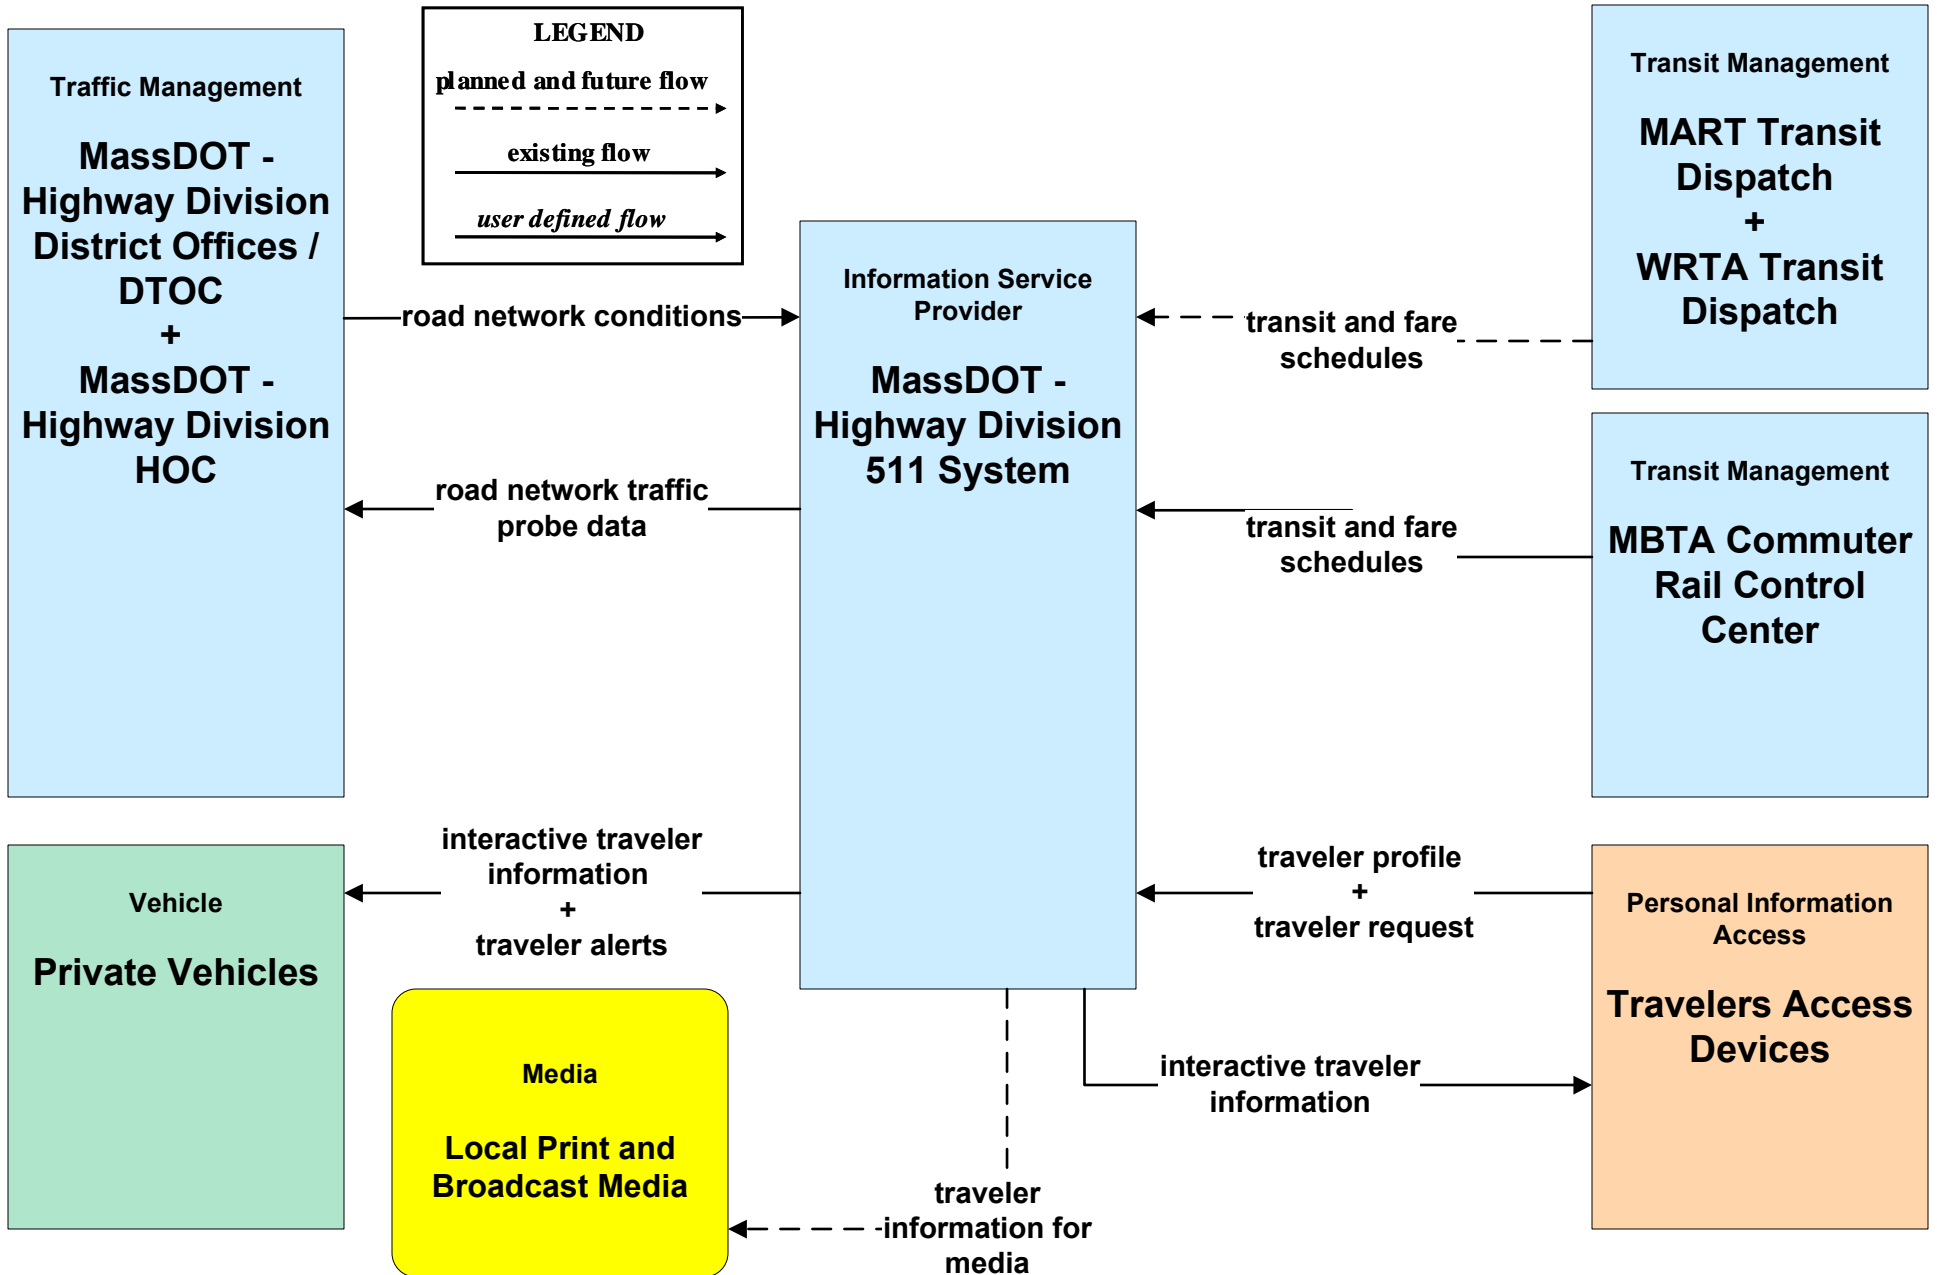 LEGEND
planned and future flow
existing flow
user defined flow
Traffic Management
MassDOT -
Highway Division
District Offices /
DTOC
+
MassDOT -
Highway Division
HOC
road network conditions
road network traffic
probe data
Information Service
Provider
MassDOT -
Highway Division
511 System
Transit Management
MART Transit
Dispatch
+
WRTA Transit
Dispatch
transit and fare
schedules
Transit Management
MBTA Commuter
Rail Control
Center
transit and fare
schedules
Vehicle
Private Vehicles
interactive traveler
information
+
traveler alerts
traveler profile
+
traveler request
Personal Information
Access
Travelers Access
Devices
interactive traveler
information
Media
Local Print and
Broadcast Media
traveler
information for
media